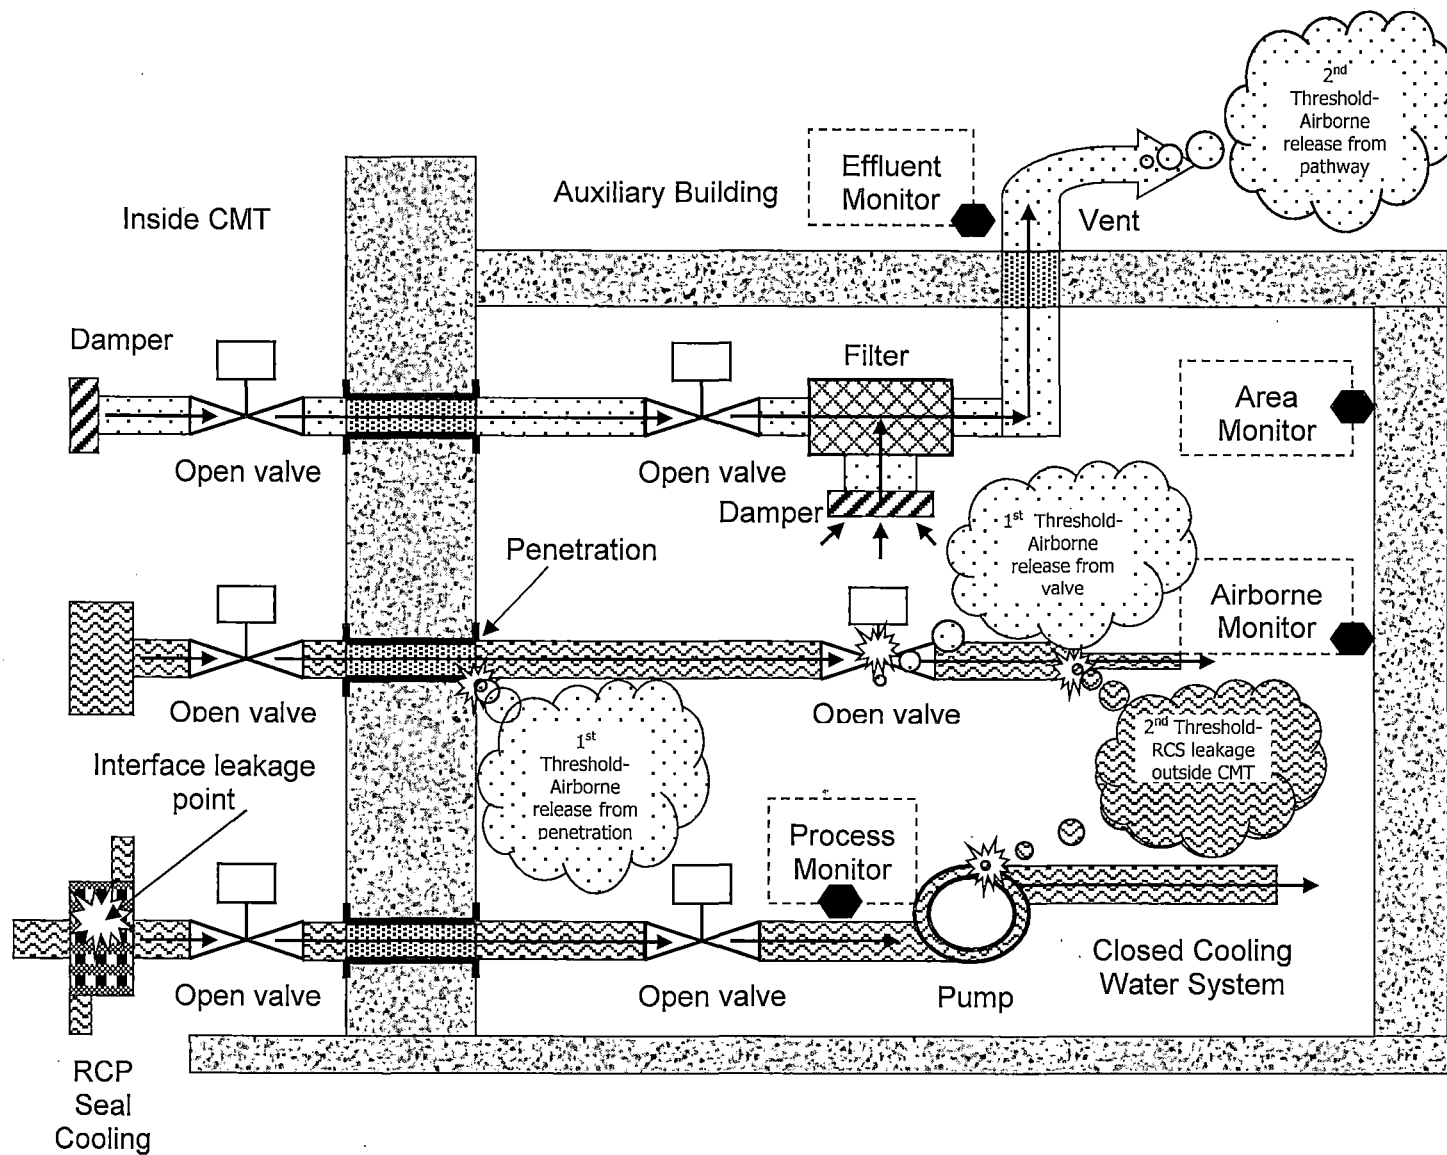 2nd
Threshold-
Airborne
release from
pathway
Effluent
Monitor
Auxiliary Building
Inside CMT
Vent
Damper
Filter
Area
Monitor
Open valve
Open valve
Damper
1st Threshold-
Airborne
release from
valve
Penetration
Airborne
Monitor
Open valve
Open valve
1st
Threshold-
Airborne
release from
penetration
2nd Threshold-
RCS leakage
outside CMT
Interface leakage
point
Process
Monitor
Closed Cooling
Water System
Open valve
Open valve
Pump
RCP
Seal
Cooling